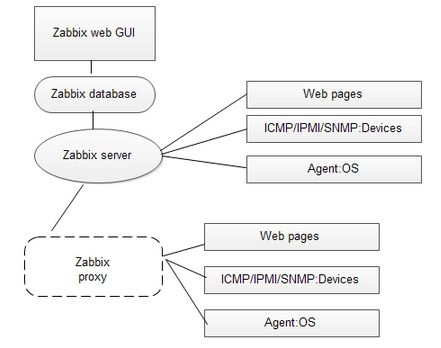 Zabbix web GUI
Zabbix database
Web pages
ICMP/IPMI/SNMP:Devices
Zabbix server
Agent:OS
Web pages
Zabbix
proxy
ICMP/IPMI/SNMP:Devices
Agent:OS